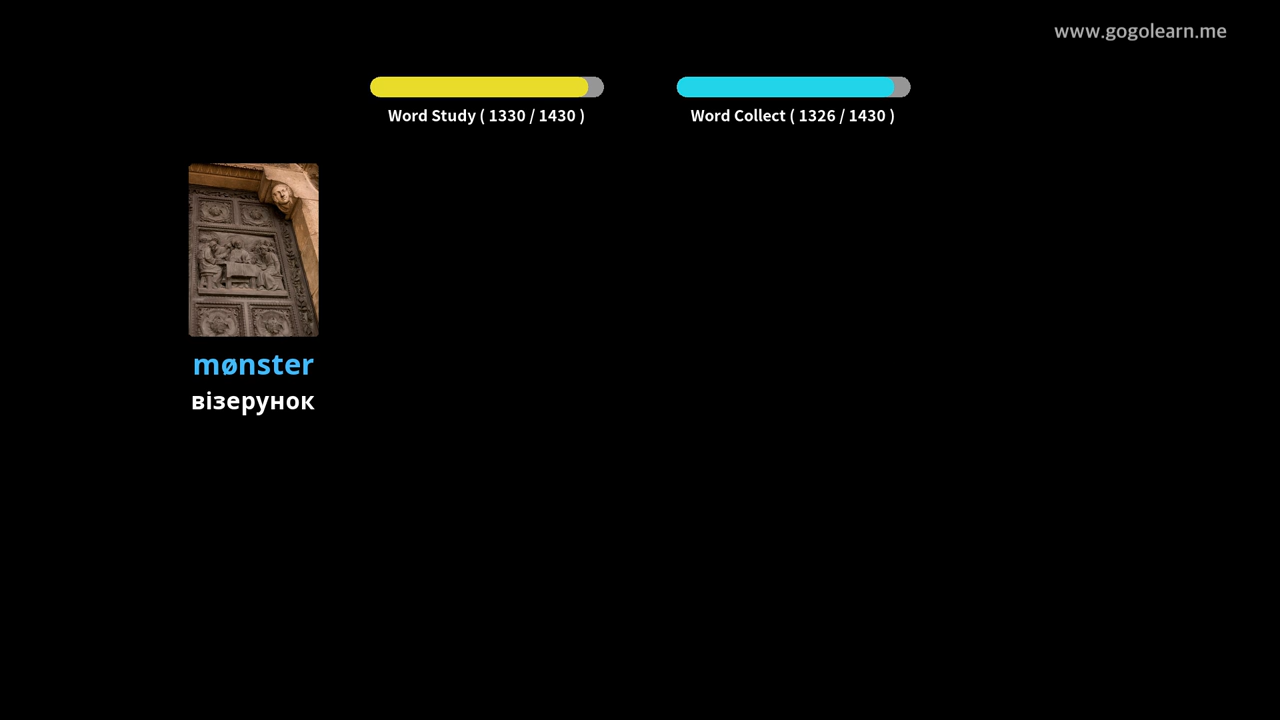 www.gogolearn.me
Word Study ( 1330 / 1430 )
Word Collect ( 1326 / 1430 )
mønster
візерунок